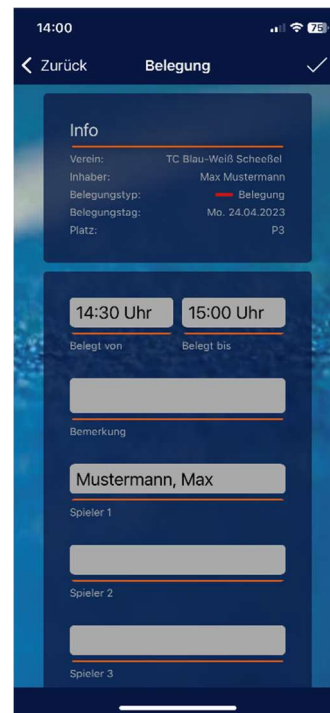 14:00
75
Zurück
Belegung
Info
Verein: TC Blau-Weiß Scheeßel
Inhaber: Max Mustermann
Belegungstyp: Belegung
Belegungstag: Mo. 24.04.2023
Platz: P3
14:30 Uhr 15:00 Uhr
Belegt von Belegt bis
Bemerkung
Mustermann, Max
Spieler 1
Spieler 2
Spieler 3